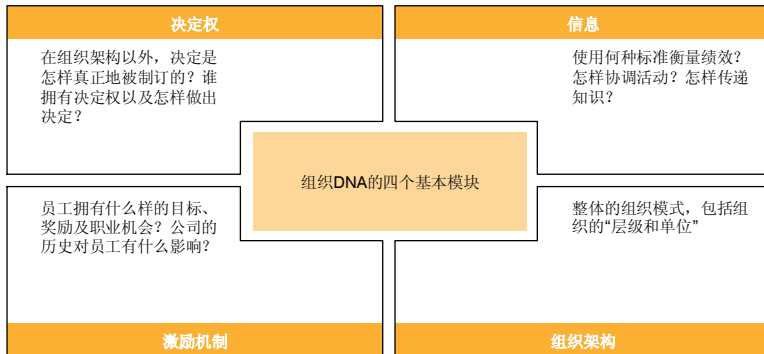 决定权
在组织架构以外，决定是
怎样真正地被制订的？谁
拥有决定权以及怎样做出
决定？
信息
使用何种标准衡量绩效？
怎样协调活动？怎样传递
知识？
组织DNA的四个基本模块
员工拥有什么样的目标、
奖励及职业机会？公司的
历史对员工有什么影响？
激励机制
整体的组织模式，包括组
织的“层级和单位”
组织架构